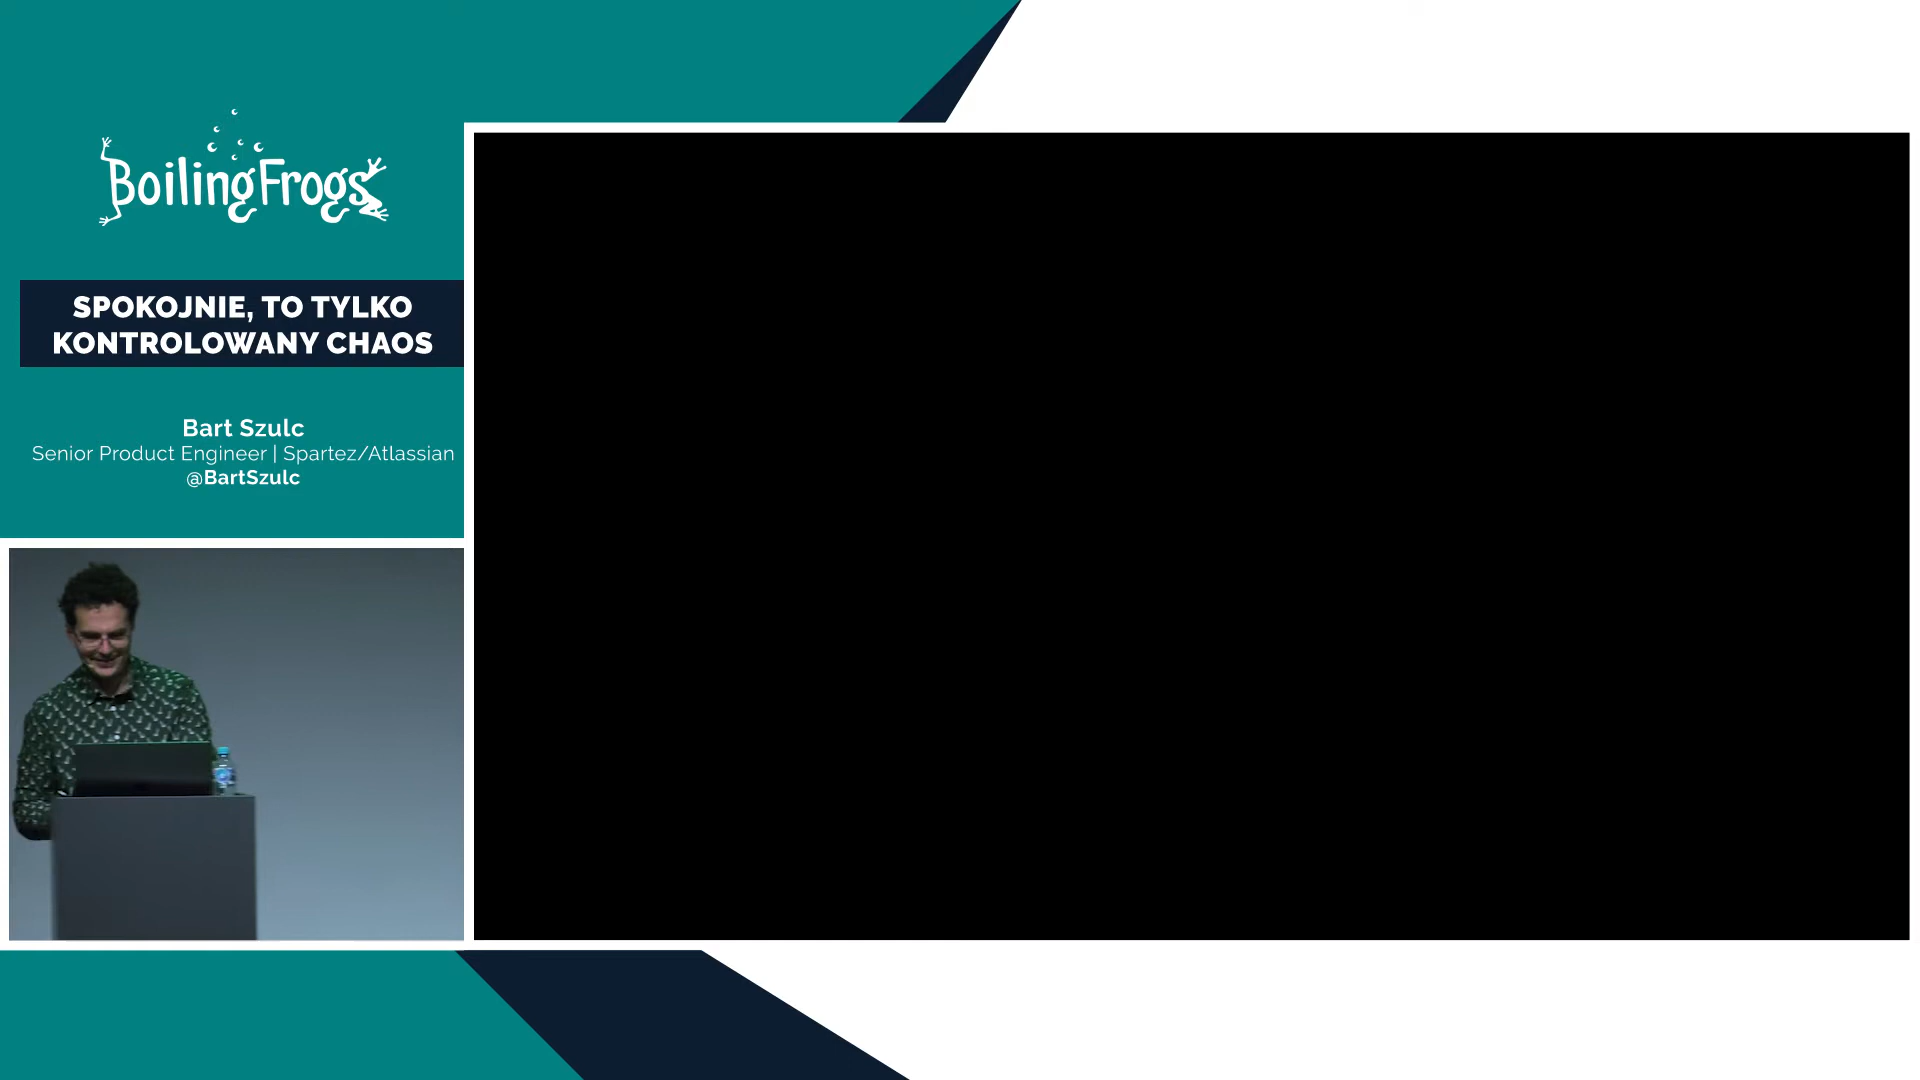 BoilingFrogs
SPOKOJNIE, TO TYLKO
KONTROLOWANY CHAOS
Bart Szulc
Senior Product Engineer | Spartez/Atlassian
@BartSzulc